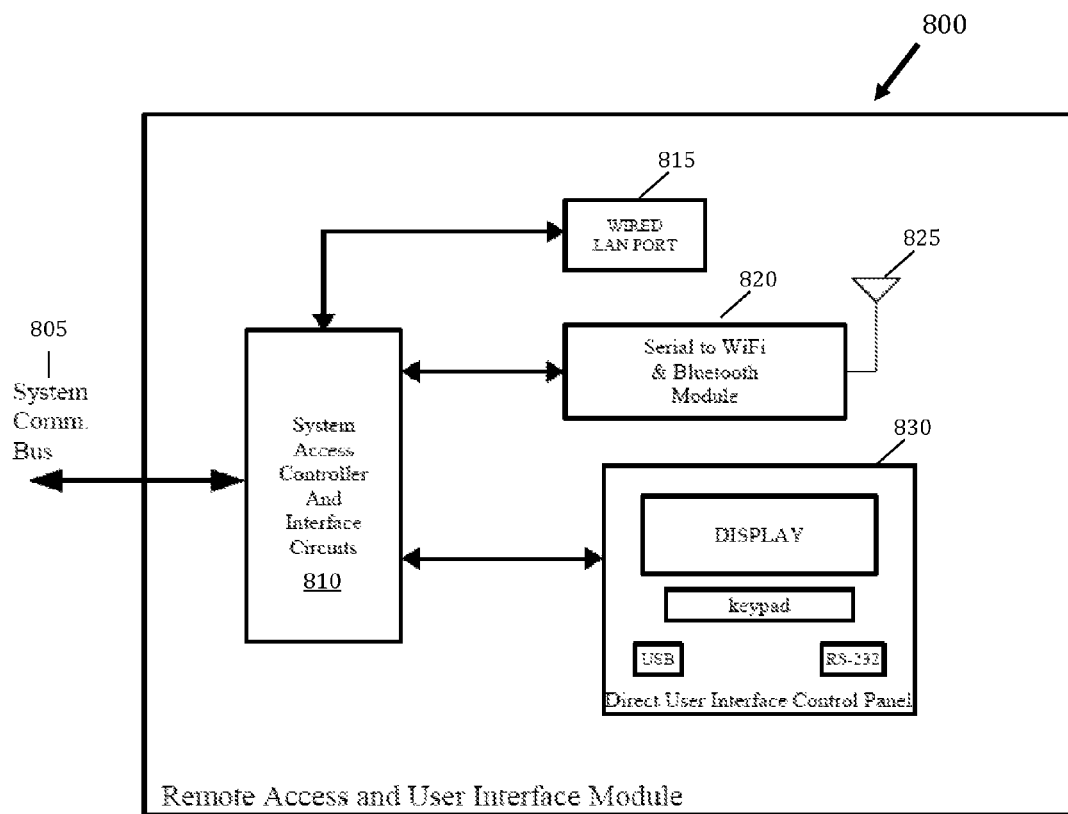 800
815
WIRED
LAN PORT
825
820
Serial to WiFi
& Bluetooth
Module
805
System
Comm.
Bus
System
Access
Controller
And
Interface
Circuits
810
830
DISPLAY
keypad
USB
RS-232
Direct User Interface Control Panel
Remote Access and User Interface Module